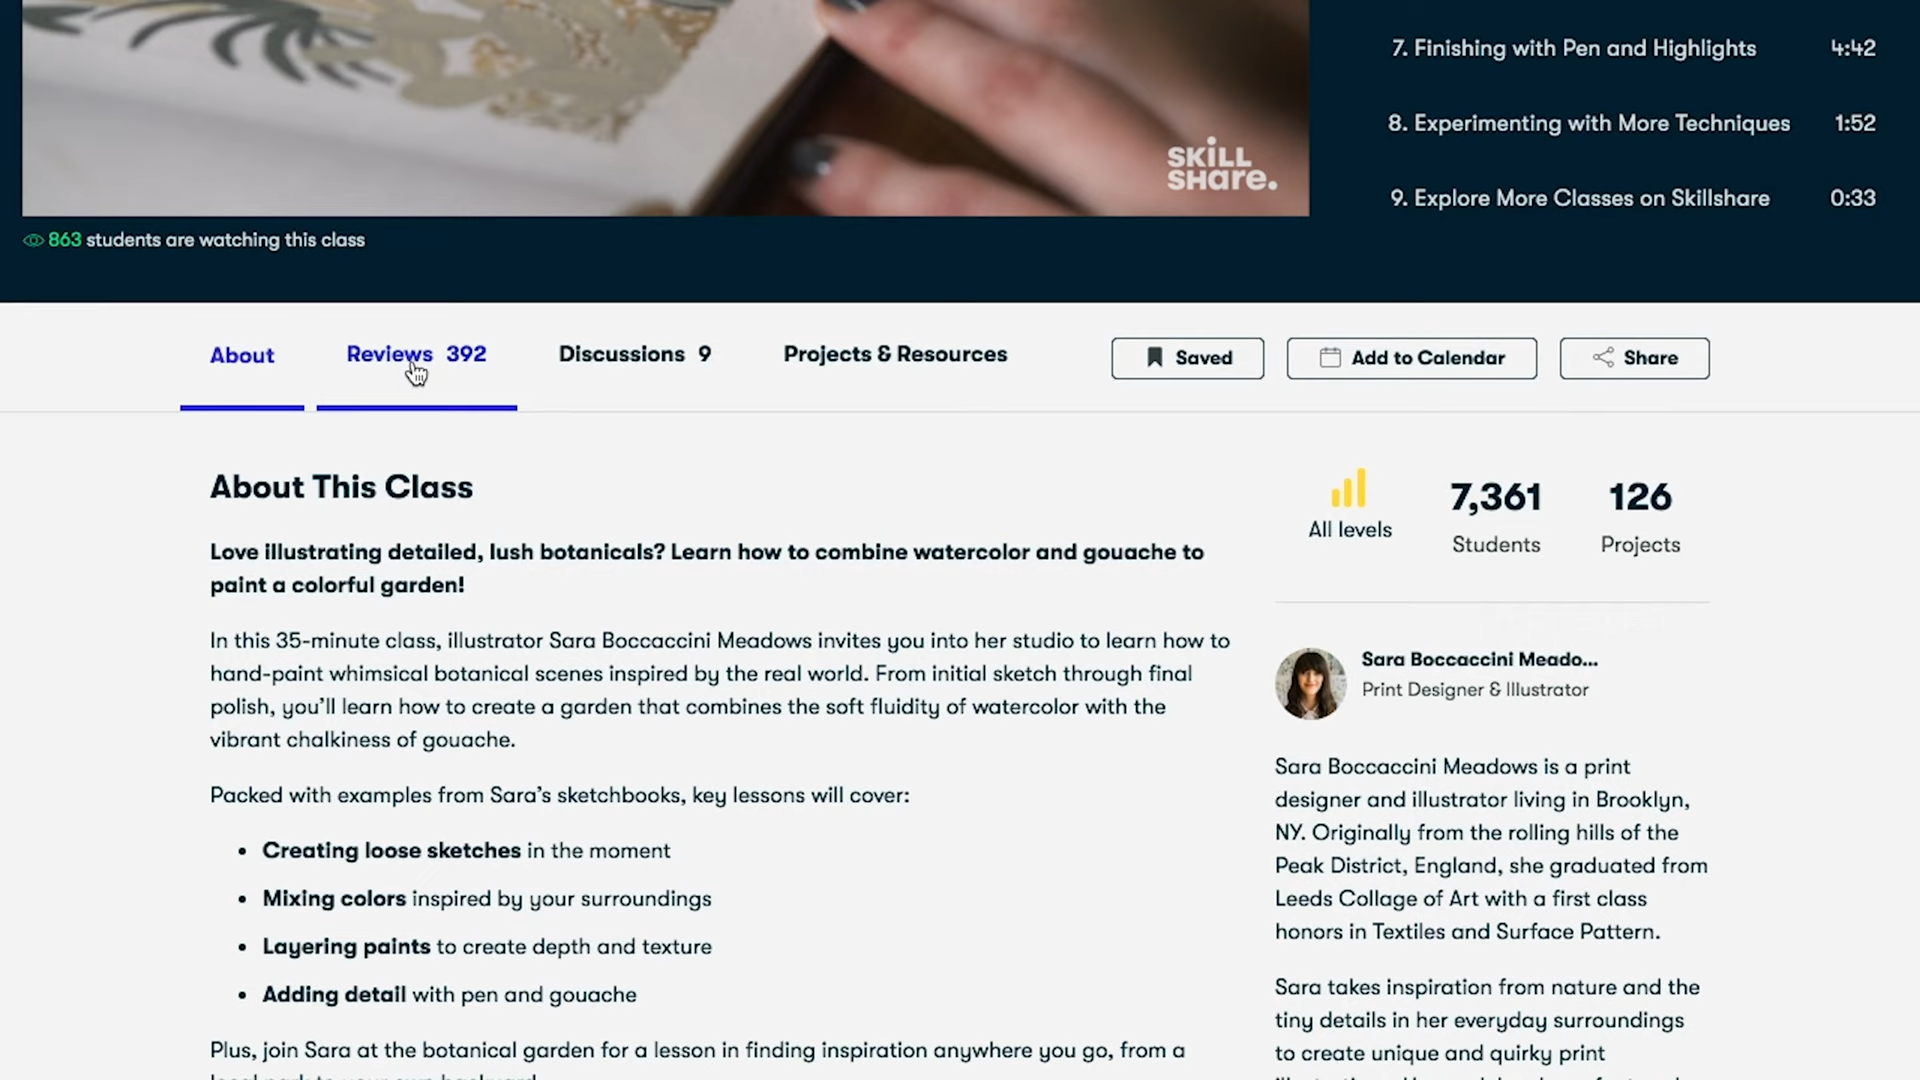 7. Finishing with Pen and Highlights 4:42
8. Experimenting with More Techniques 1:52
9. Explore More Classes on Skillshare 0:33
SKiLL
SHare.
863 students are watching this class
About Reviews 392 Discussions 9 Projects & Resources Saved Add to Calendar Share
About This Class
Love illustrating detailed, lush botanicals? Learn how to combine watercolor and gouache to
paint a colorful garden!
In this 35-minute class, illustrator Sara Boccaccini Meadows invites you into her studio to learn how to
hand-paint whimsical botanical scenes inspired by the real world. From initial sketch through final
polish, you’ll learn how to create a garden that combines the soft fluidity of watercolor with the
vibrant chalkiness of gouache.
Packed with examples from Sara’s sketchbooks, key lessons will cover:
• Creating loose sketches in the moment
• Mixing colors inspired by your surroundings
• Layering paints to create depth and texture
• Adding detail with pen and gouache
Plus, join Sara at the botanical garden for a lesson in finding inspiration anywhere you go, from a
All levels
7,361
Students
126
Projects
Sara Boccaccini Meado...
Print Designer & Illustrator
Sara Boccaccini Meadows is a print
designer and illustrator living in Brooklyn,
NY. Originally from the rolling hills of the
Peak District, England, she graduated from
Leeds Collage of Art with a first class
honors in Textiles and Surface Pattern.
Sara takes inspiration from nature and the
tiny details in her everyday surroundings
to create unique and quirky print